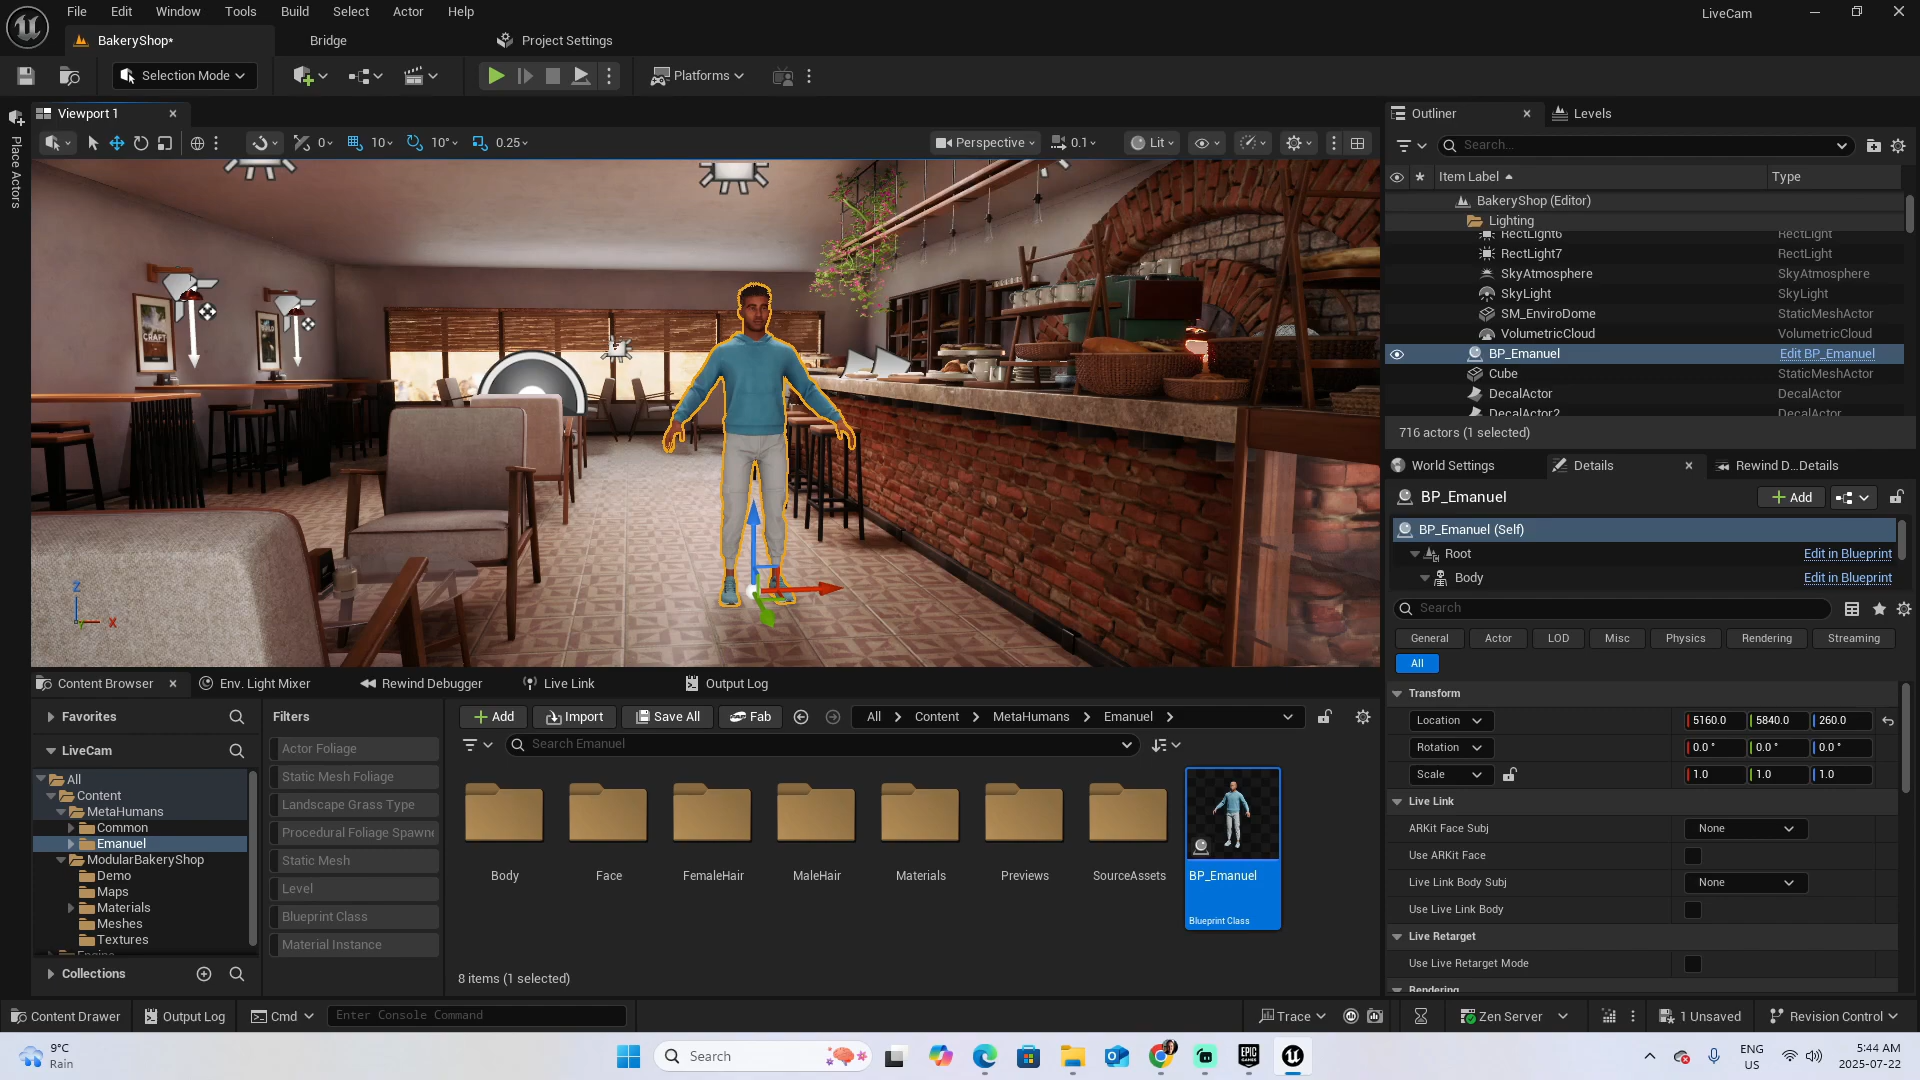 File Edit Window Tools Build Select Actor Help
LiveCam
BakeryShop*
Bridge
Project Settings
Selection Mode
Platforms
Viewport 1
Outliner
Levels
Place Actors
0
10
10°
0.25
Perspective
0.1
Lit
Search...
Item Label
Type
BakeryShop (Editor)
Lighting
RectLight6 RectLight
RectLight7 RectLight
SkyAtmosphere SkyAtmosphere
SkyLight SkyLight
SM_EnviroDome StaticMeshActor
VolumetricCloud VolumetricCloud
BP_Emanuel Edit BP_Emanuel
Cube StaticMeshActor
DecalActor DecalActor
DecalActor2 DecalActor
716 actors (1 selected)
CRAFT
Z
X
World Settings
Details
Rewind D...Details
BP_Emanuel
Add
BP_Emanuel (Self)
Root Edit in Blueprint
Body Edit in Blueprint
Search
General Actor LOD Misc Physics Rendering Streaming
All
Transform
Location 5160.0 5840.0 260.0
Rotation 0.0 ° 0.0 ° 0.0 °
Scale 1.0 1.0 1.0
Live Link
ARKit Face Subj None
Use ARKit Face
Live Link Body Subj None
Use Live Link Body
Live Retarget
Use Live Retarget Mode
Rendering
Content Browser
Env. Light Mixer
Rewind Debugger
Live Link
Output Log
Favorites
LiveCam
All
Content
MetaHumans
Common
Emanuel
ModularBakeryShop
Demo
Maps
Materials
Meshes
Textures
Engine
Collections
Filters
Actor Foliage
Static Mesh Foliage
Landscape Grass Type
Procedural Foliage Spawne
Static Mesh
Level
Blueprint Class
Material Instance
Add
Import
Save All
Fab
All
Content
MetaHumans
Emanuel
Search Emanuel
Body
Face
FemaleHair
MaleHair
Materials
Previews
SourceAssets
BP_Emanuel
Blueprint Class
8 items (1 selected)
Content Drawer
Output Log
Cmd
Enter Console Command
Trace
Zen Server
1 Unsaved
Revision Control
9°C
Rain
Search
EPIC
GAMES
ENG
US
5:44 AM
2025-07-22